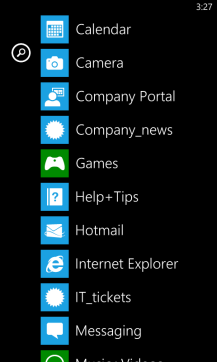 3:27
Calendar
Camera
Company Portal
Company_news
Games
Help+Tips
Hotmail
Internet Explorer
IT_tickets
Messaging